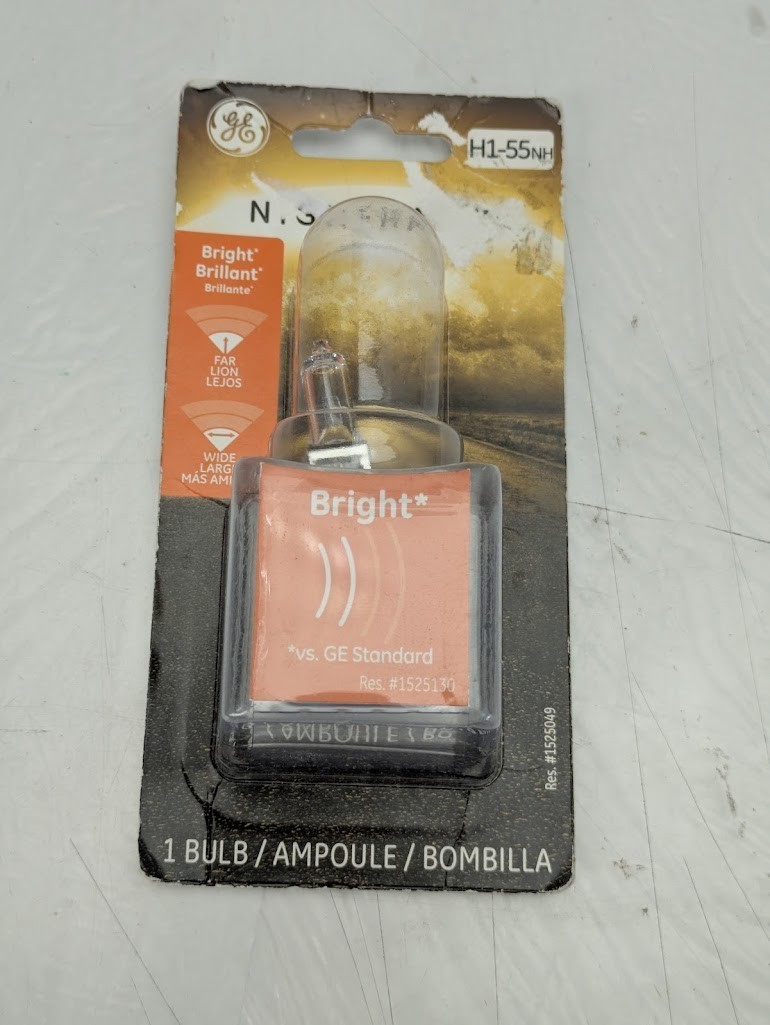 GE
H1-55NH
Bright*
Brillant*
Brillante*
FAR
LION
LEJOS
WIDE
MÁS
Bright*
*vs. GE Standard
Res. #1525130
Res. #1525049
1 BULB / AMPOULE / BOMBILLA